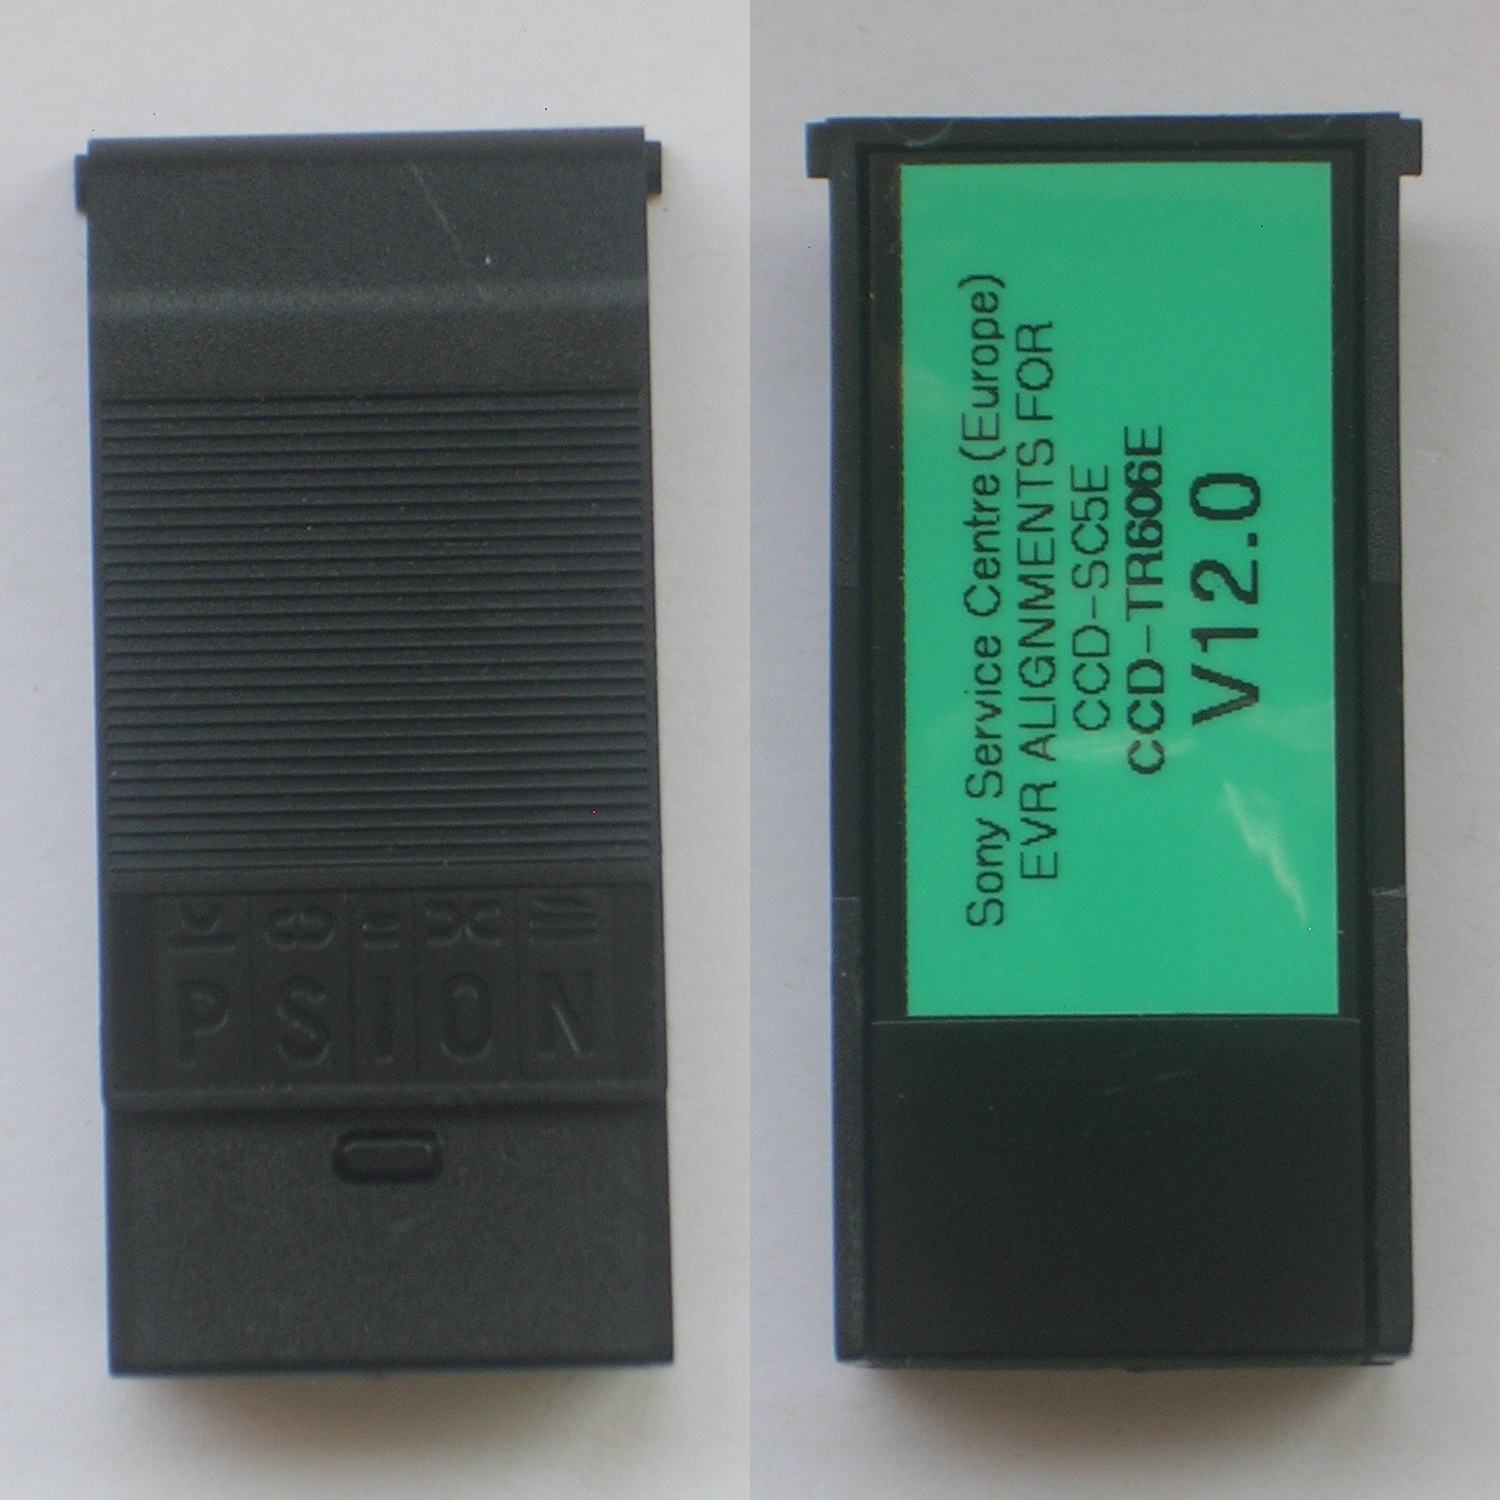 PSION
Sony Service Centre (Europe)
EVR ALIGNMENTS FOR
CCD-SC5E
CCD-TR606E
V12.0